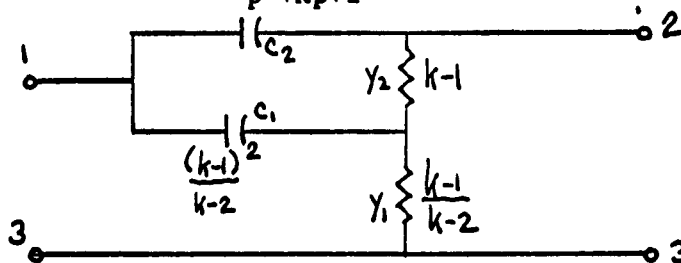 2
C₂
1
y₂ k-1
C₁
(k-1)²
k-2
y₁ k-1
k-2
3
3